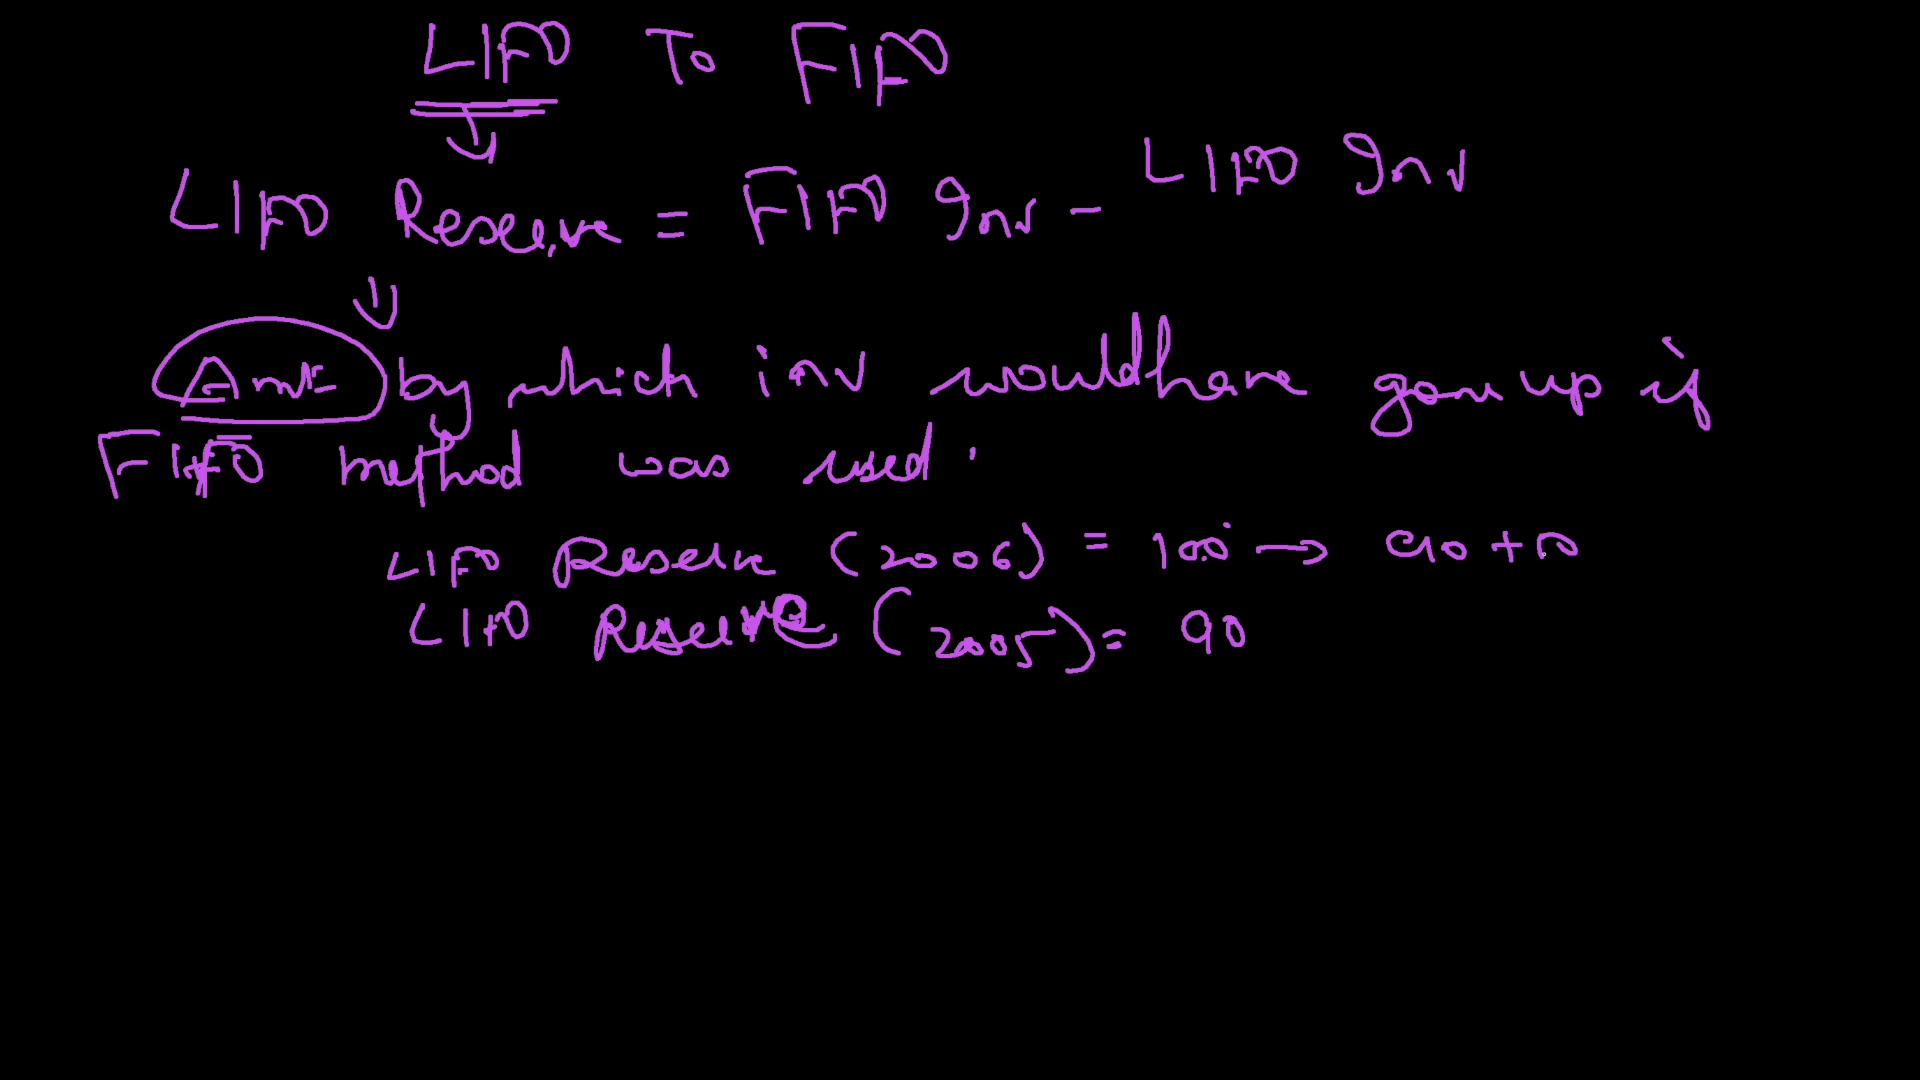 LIFO To FIFO
LIFO Reserve = FIFO Inv - LIFO Inv
Amt by which inv would have gone up if
FIFO method was used.
LIFO Reserve (2006) = 100 → 90 + 10
LIFO Reserve (2005) = 90